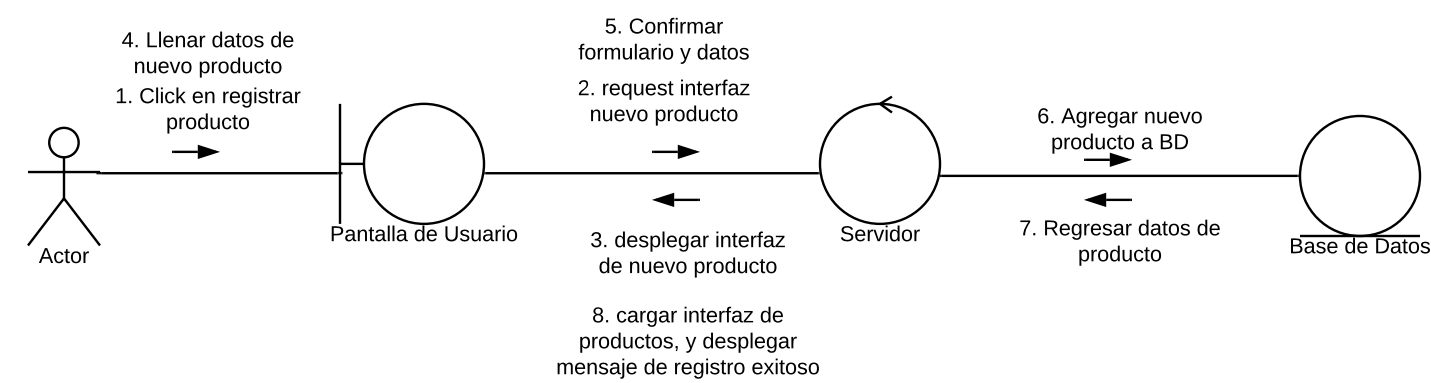 4. Llenar datos de
nuevo producto
1. Click en registrar
producto
Actor
Pantalla de Usuario
5. Confirmar
formulario y datos
2. request interfaz
nuevo producto
3. desplegar interfaz
de nuevo producto
8. cargar interfaz de
productos, y desplegar
mensaje de registro exitoso
Servidor
6. Agregar nuevo
producto a BD
7. Regresar datos de
producto
Base de Datos